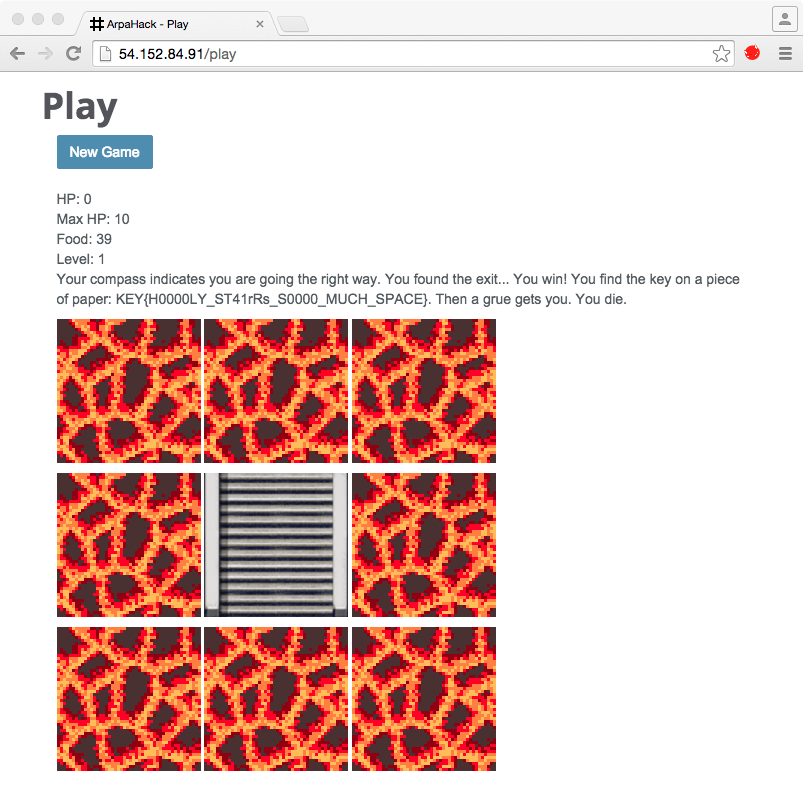 ArpaHack - Play
54.152.84.91/play
Play
New Game
HP: 0
Max HP: 10
Food: 39
Level: 1
Your compass indicates you are going the right way. You found the exit... You win! You find the key on a piece
of paper: KEY{H0000LY_ST41rRs_S0000_MUCH_SPACE}. Then a grue gets you. You die.